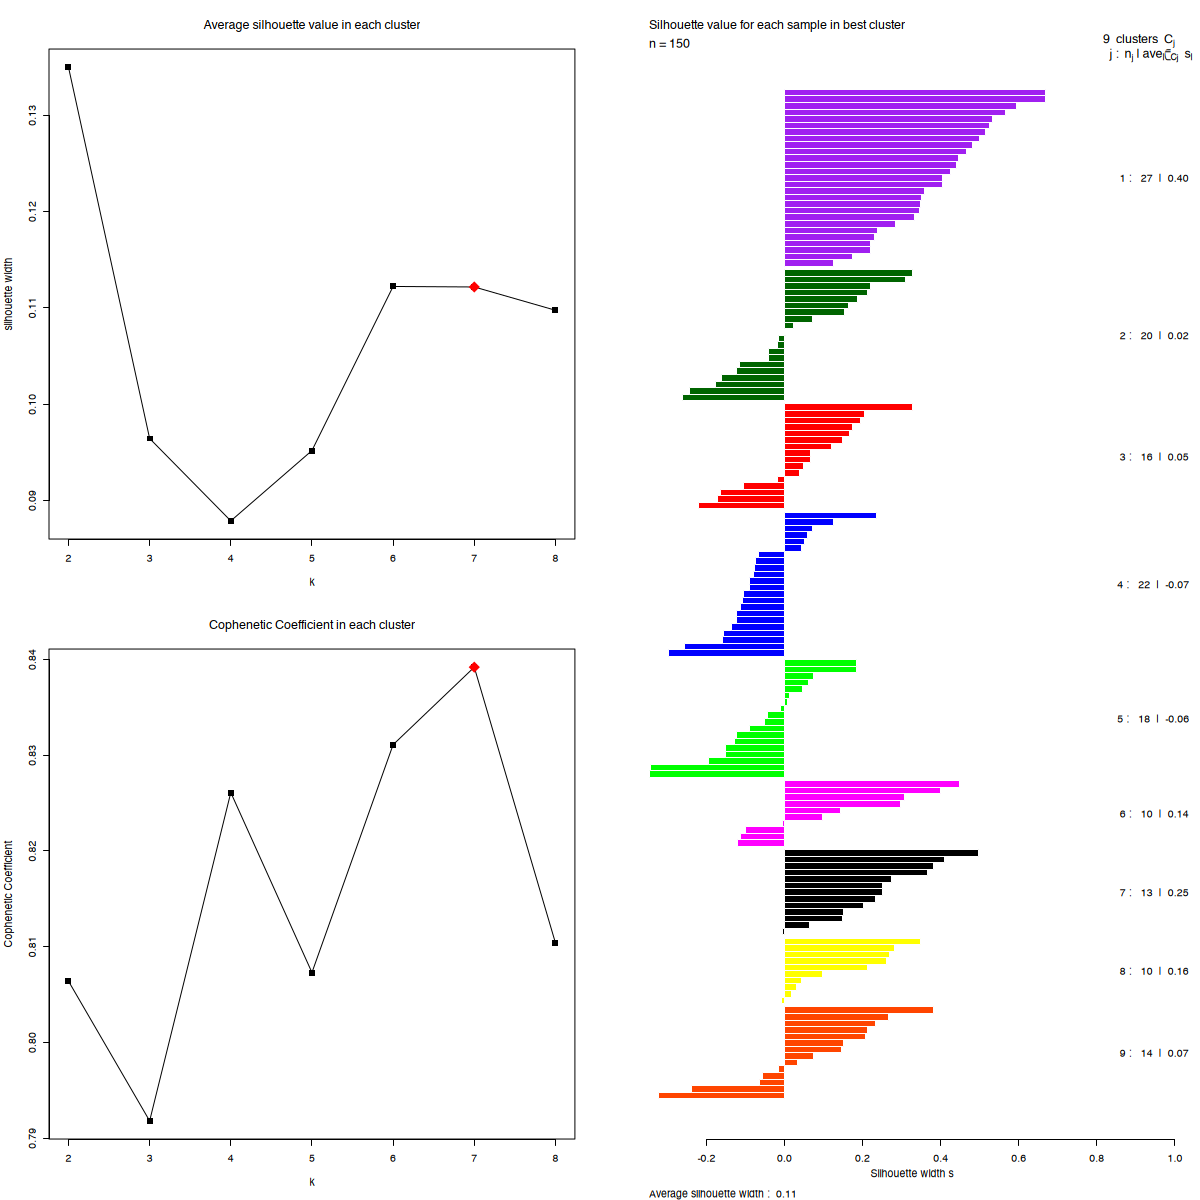 Average silhouette value in each cluster
silhouette width
0.13
0.12
0.11
0.10
0.09
2 3 4 5 6 7 8
k
Cophenetic Coefficient in each cluster
Cophenetic Coefficient
0.84
0.83
0.82
0.81
0.80
0.79
2 3 4 5 6 7 8
k
Silhouette value for each sample in best cluster
n = 150
9 clusters Cj
j : nj | avei∈Cj si
1 : 27 | 0.40
2 : 20 | 0.02
3 : 16 | 0.05
4 : 22 | -0.07
5 : 18 | -0.06
6 : 10 | 0.14
7 : 13 | 0.25
8 : 10 | 0.16
9 : 14 | 0.07
-0.2 0.0 0.2 0.4 0.6 0.8 1.0
Silhouette width s
Average silhouette width : 0.11